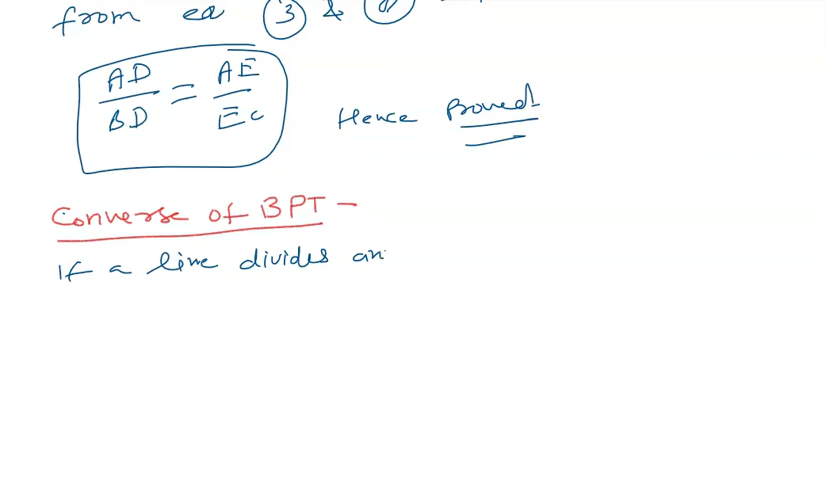 from eq ③ &
AD/BD = AE/EC
Hence Proved
Converse of BPT -
If a line divides an